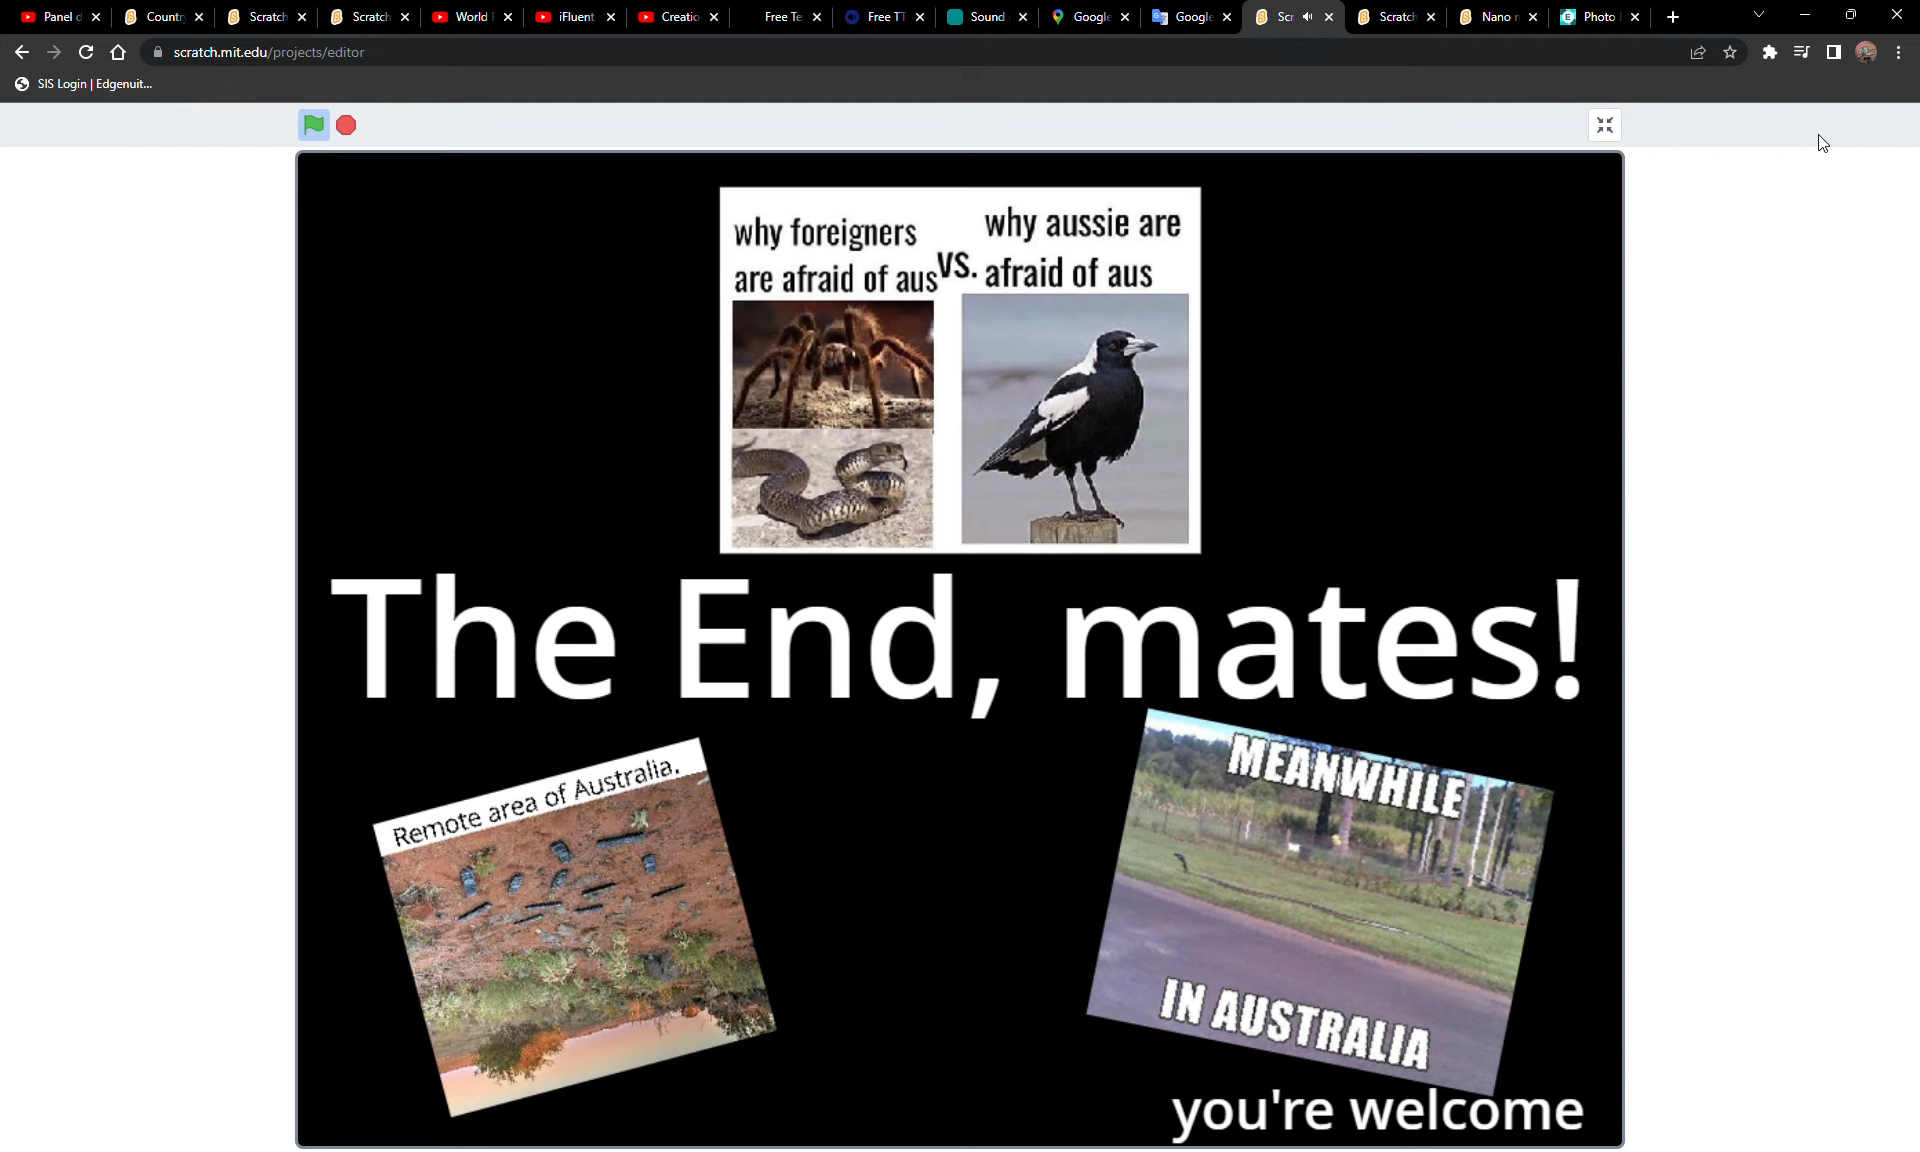 Panel d
Countr
Scratch
Scratch
World
iFluent
Creatio
Free Te
Free TT
Sound
Google
Google
Scr
Scratch
Nano
Photo
scratch.mit.edu/projects/editor
SIS Login | Edgenuit...
why foreigners
are afraid of aus
VS.
why aussie are
afraid of aus
The End, mates!
Remote area of Australia.
MEANWHILE
IN AUSTRALIA
you're welcome